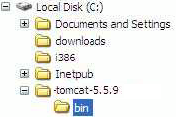 Local Disk (C:)
Documents and Settings
downloads
i386
Inetpub
tomcat-5.5.9
bin